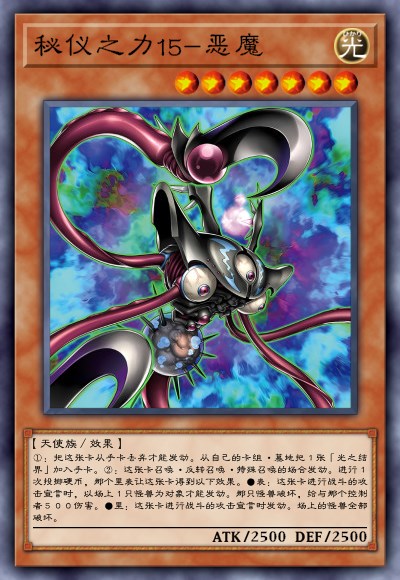 秘仪之力15-恶魔
光
【天使族/效果】
①：把这张卡从手卡丢弃才能发动。从自己的卡组·墓地把1张「光之结
界」加入手卡。②：这张卡召唤·反转召唤·特殊召唤的场合发动。进行1
次投掷硬币，那个里表让这张卡得到以下效果。●表：这张卡进行战斗的攻
击宣言时，以场上1只怪兽为对象才能发动。那只怪兽破坏，给与那个控制
者500伤害。●里：这张卡进行战斗的攻击宣言时发动。场上的怪兽全部
破坏。
ATK/2500 DEF/2500